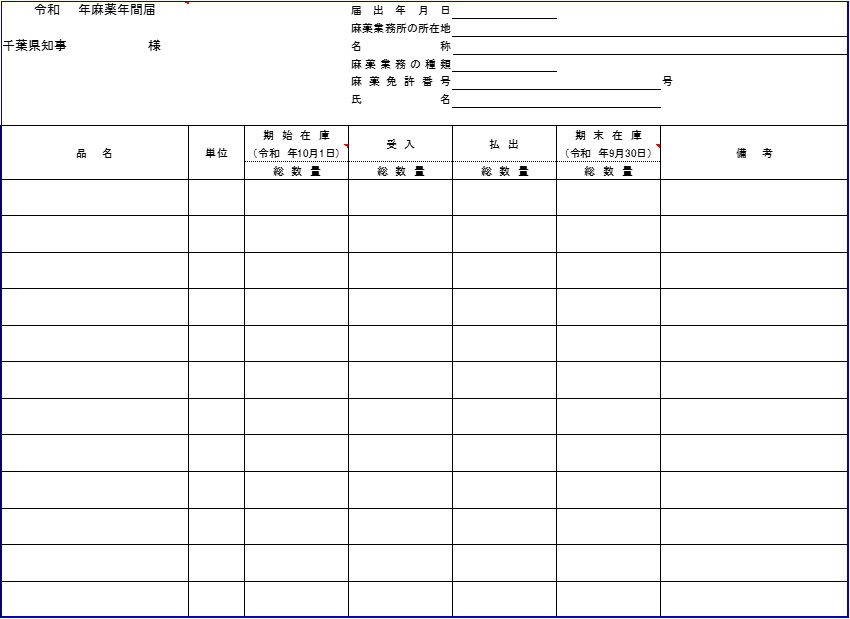 令和　年麻薬年間届
千葉県知事　様
届出年月日
麻薬業務所の所在地
名称
麻薬業務の種類
麻薬免許番号　号
氏名
品名　単位　期始在庫　受入　払出　期末在庫　備考
（令和　年10月1日）　（令和　年9月30日）
総数量　総数量　総数量　総数量